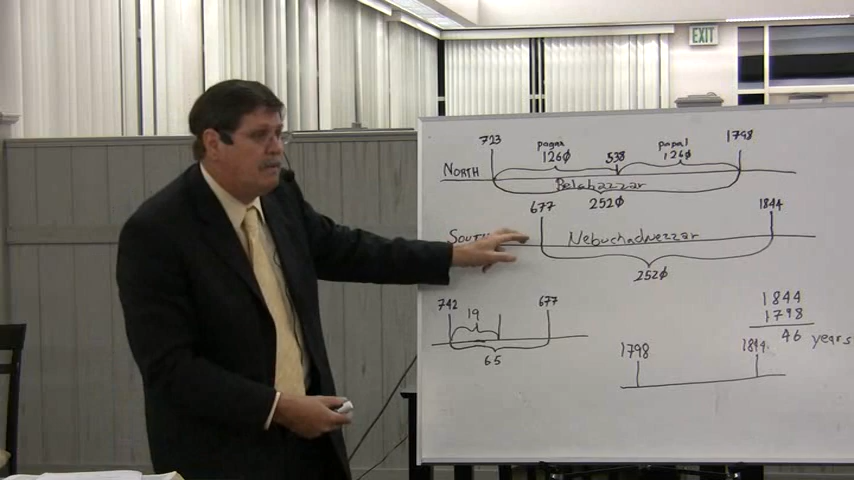 EXIT
723 pagan 538 papal 1798
1260 1260
NORTH
Belshazzar
2520
677 1844
SOUTH Nebuchadnezzar
2520
742 19 677
65
1844
1798
46 years
1798 1844